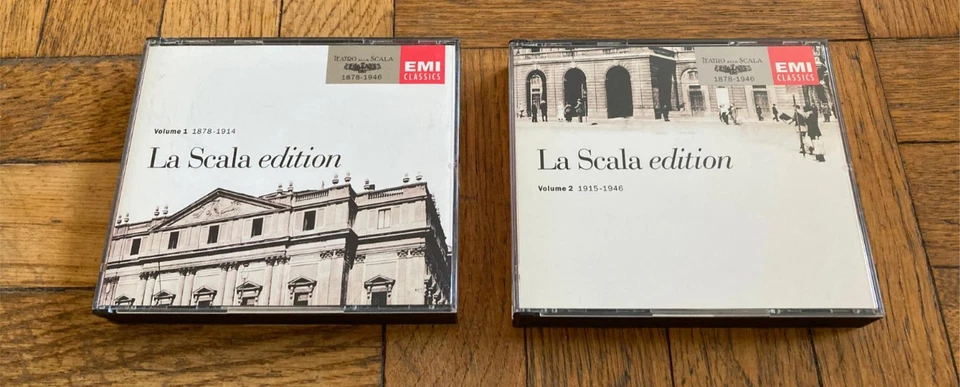 TEATRO ALLA SCALA
1878-1946
EMI
CLASSICS
Volume 1 1878-1914
La Scala edition
TEATRO ALLA SCALA
1878-1946
EMI
CLASSICS
La Scala edition
Volume 2 1915-1946